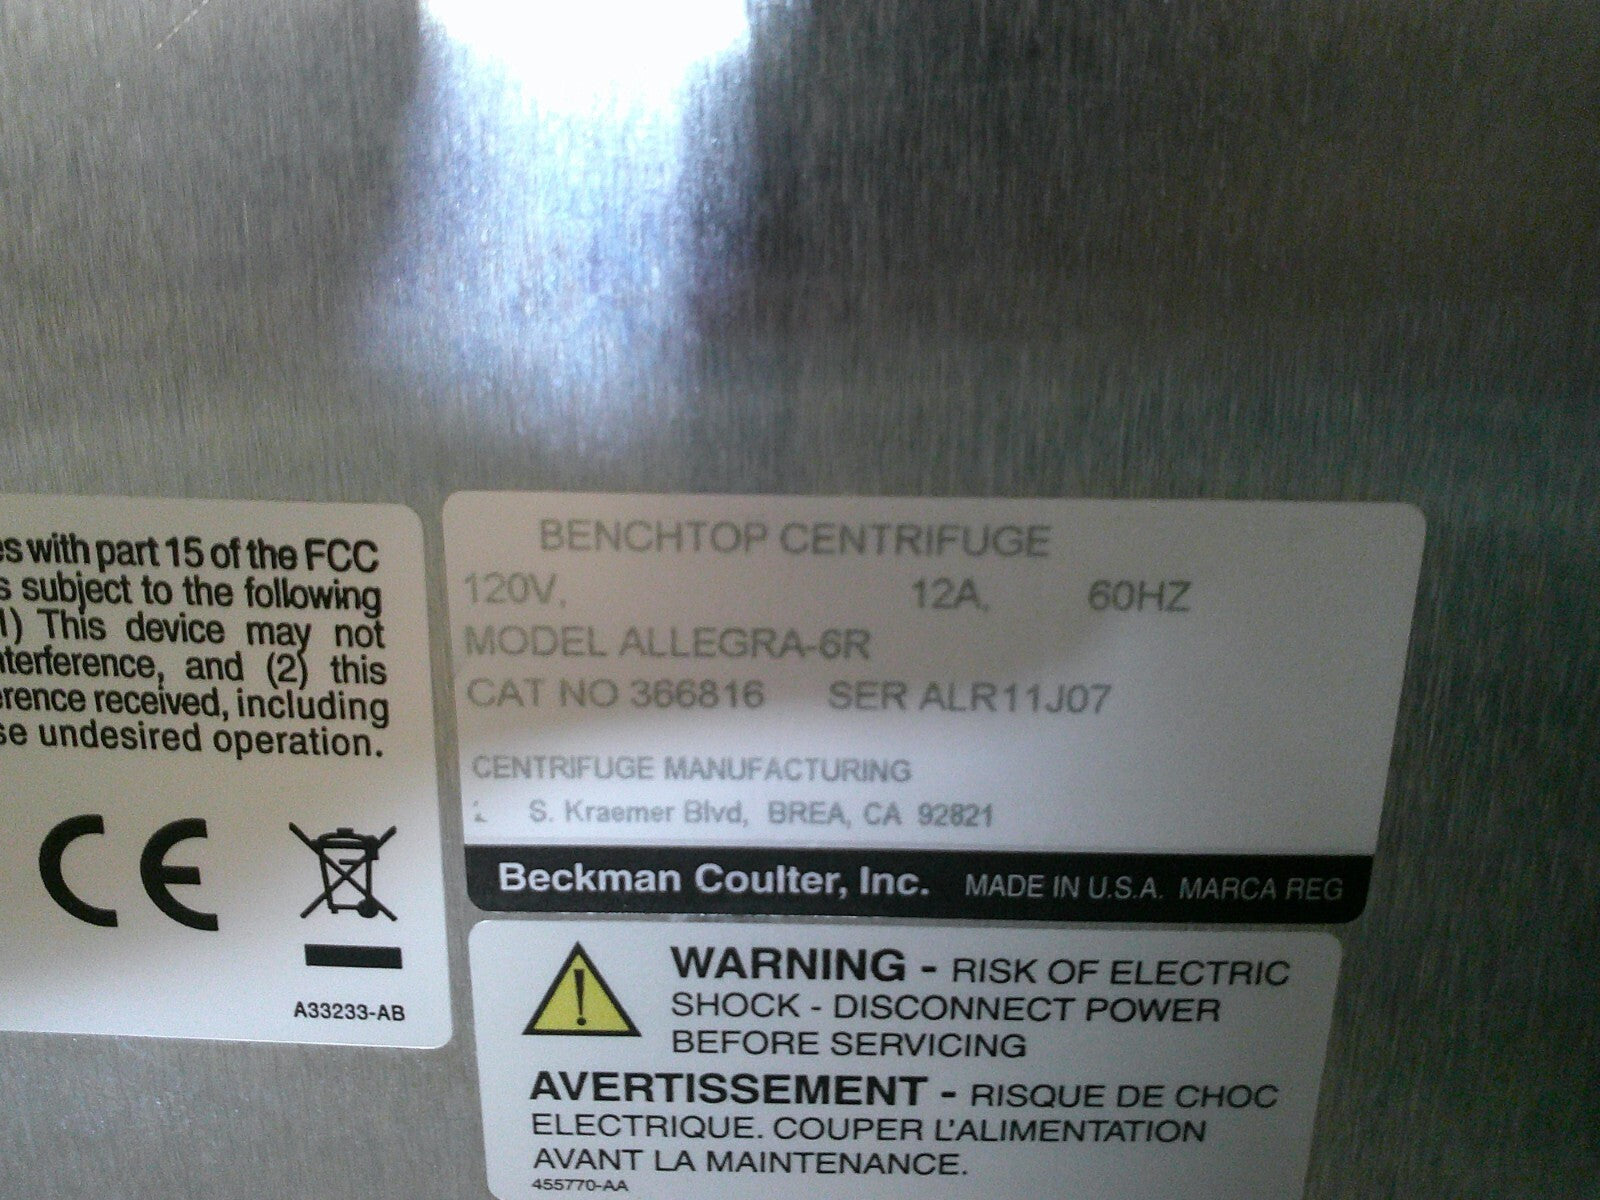 es with part 15 of the FCC
s subject to the following
1) This device may not
nterference, and (2) this
erence received, including
se undesired operation.
CE
A33233-AB
BENCHTOP CENTRIFUGE
120V, 12A, 60HZ
MODEL ALLEGRA-6R
CAT NO 366816 SER ALR11J07
CENTRIFUGE MANUFACTURING
S. Kraemer Blvd, BREA, CA 92821
Beckman Coulter, Inc. MADE IN U.S.A. MARCA REG
WARNING - RISK OF ELECTRIC
SHOCK - DISCONNECT POWER
BEFORE SERVICING
AVERTISSEMENT - RISQUE DE CHOC
ELECTRIQUE. COUPER L'ALIMENTATION
AVANT LA MAINTENANCE.
455770-AA